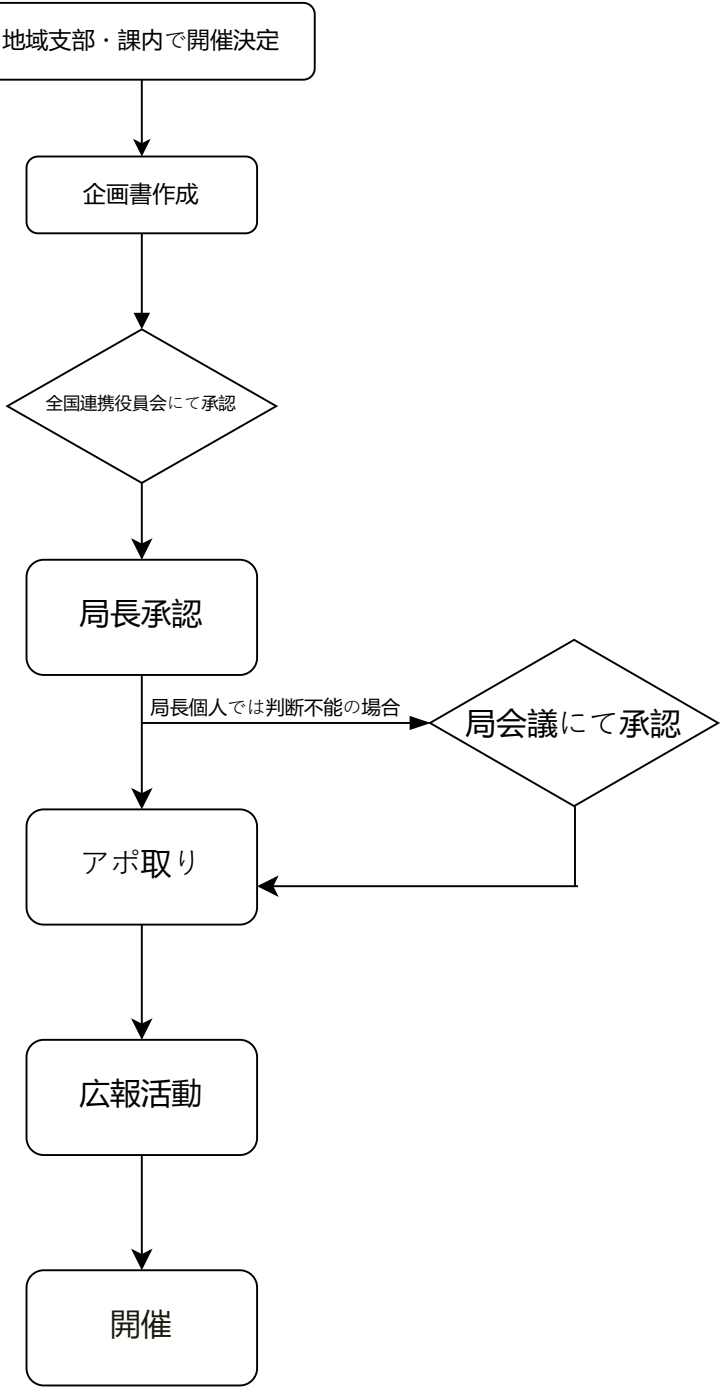 地域支部・課内で開催決定
企画書作成
全国連携役員会にて承認
局長承認
局長個人では判断不能の場合
局会議にて承認
アポ取り
広報活動
開催